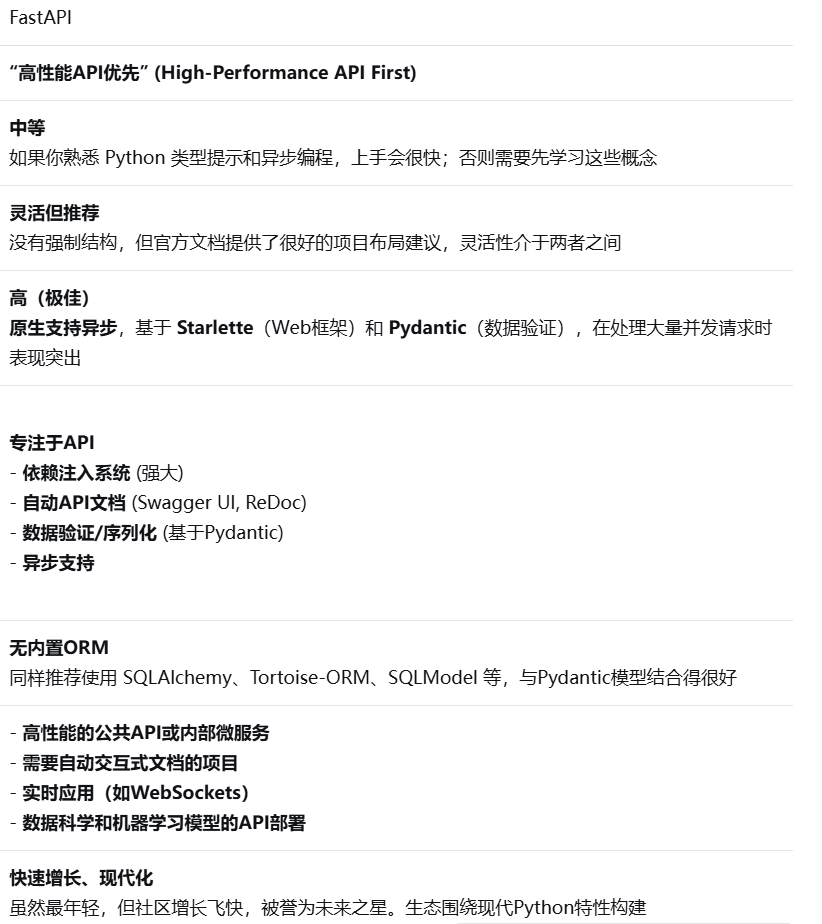 FastAPI
“高性能API优先” (High-Performance API First)
中等
如果你熟悉 Python 类型提示和异步编程，上手会很快；否则需要先学习这些概念
灵活但推荐
没有强制结构，但官方文档提供了很好的项目布局建议，灵活性介于两者之间
高（极佳）
原生支持异步，基于 Starlette（Web框架）和 Pydantic（数据验证），在处理大量并发请求时
表现突出
专注于API
- 依赖注入系统 (强大)
- 自动API文档 (Swagger UI, ReDoc)
- 数据验证/序列化 (基于Pydantic)
- 异步支持
无内置ORM
同样推荐使用 SQLAlchemy、Tortoise-ORM、SQLModel 等，与Pydantic模型结合得很好
- 高性能的公共API或内部微服务
- 需要自动交互式文档的项目
- 实时应用（如WebSockets）
- 数据科学和机器学习模型的API部署
快速增长、现代化
虽然最年轻，但社区增长飞快，被誉为未来之星。生态围绕现代Python特性构建